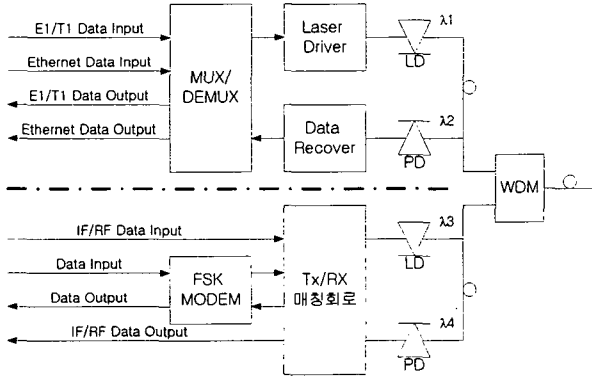 E1/T1 Data Input
Ethernet Data Input
E1/T1 Data Output
Ethernet Data Output
MUX/
DEMUX
Laser
Driver
λ1
LD
Data
Recover
λ2
PD
WDM
IF/RF Data Input
Data Input
Data Output
IF/RF Data Output
FSK
MODEM
Tx/RX
매칭회로
λ3
LD
λ4
PD